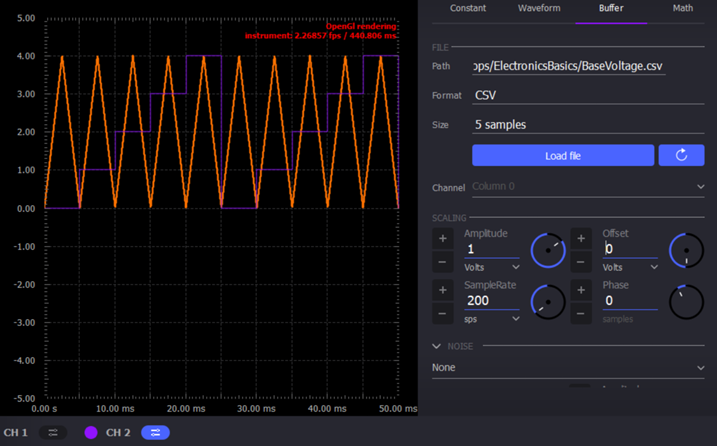 Constant Waveform Buffer Math
5.00
OpenGl rendering
instrument: 2.26857 fps / 440.806 ms
4.00
3.00
2.00
1.00
0.00
-1.00
-2.00
-3.00
-4.00
-5.00
0.00 s 10.00 ms 20.00 ms 30.00 ms 40.00 ms 50.00 ms
CH 1 CH 2
FILE
Path ops/ElectronicsBasics/BaseVoltage.csv
Format CSV
Size 5 samples
Load file
Channel Column 0
SCALING
Amplitude Offset
1 0
Volts Volts
SampleRate Phase
200 0
sps samples
NOISE
None